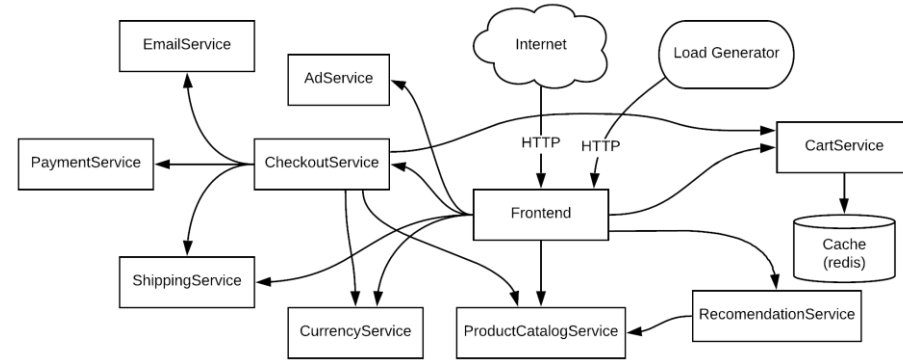 EmailService
Internet
Load Generator
AdService
HTTP
HTTP
CartService
PaymentService
CheckoutService
Frontend
Cache
(redis)
ShippingService
RecomendationService
CurrencyService
ProductCatalogService